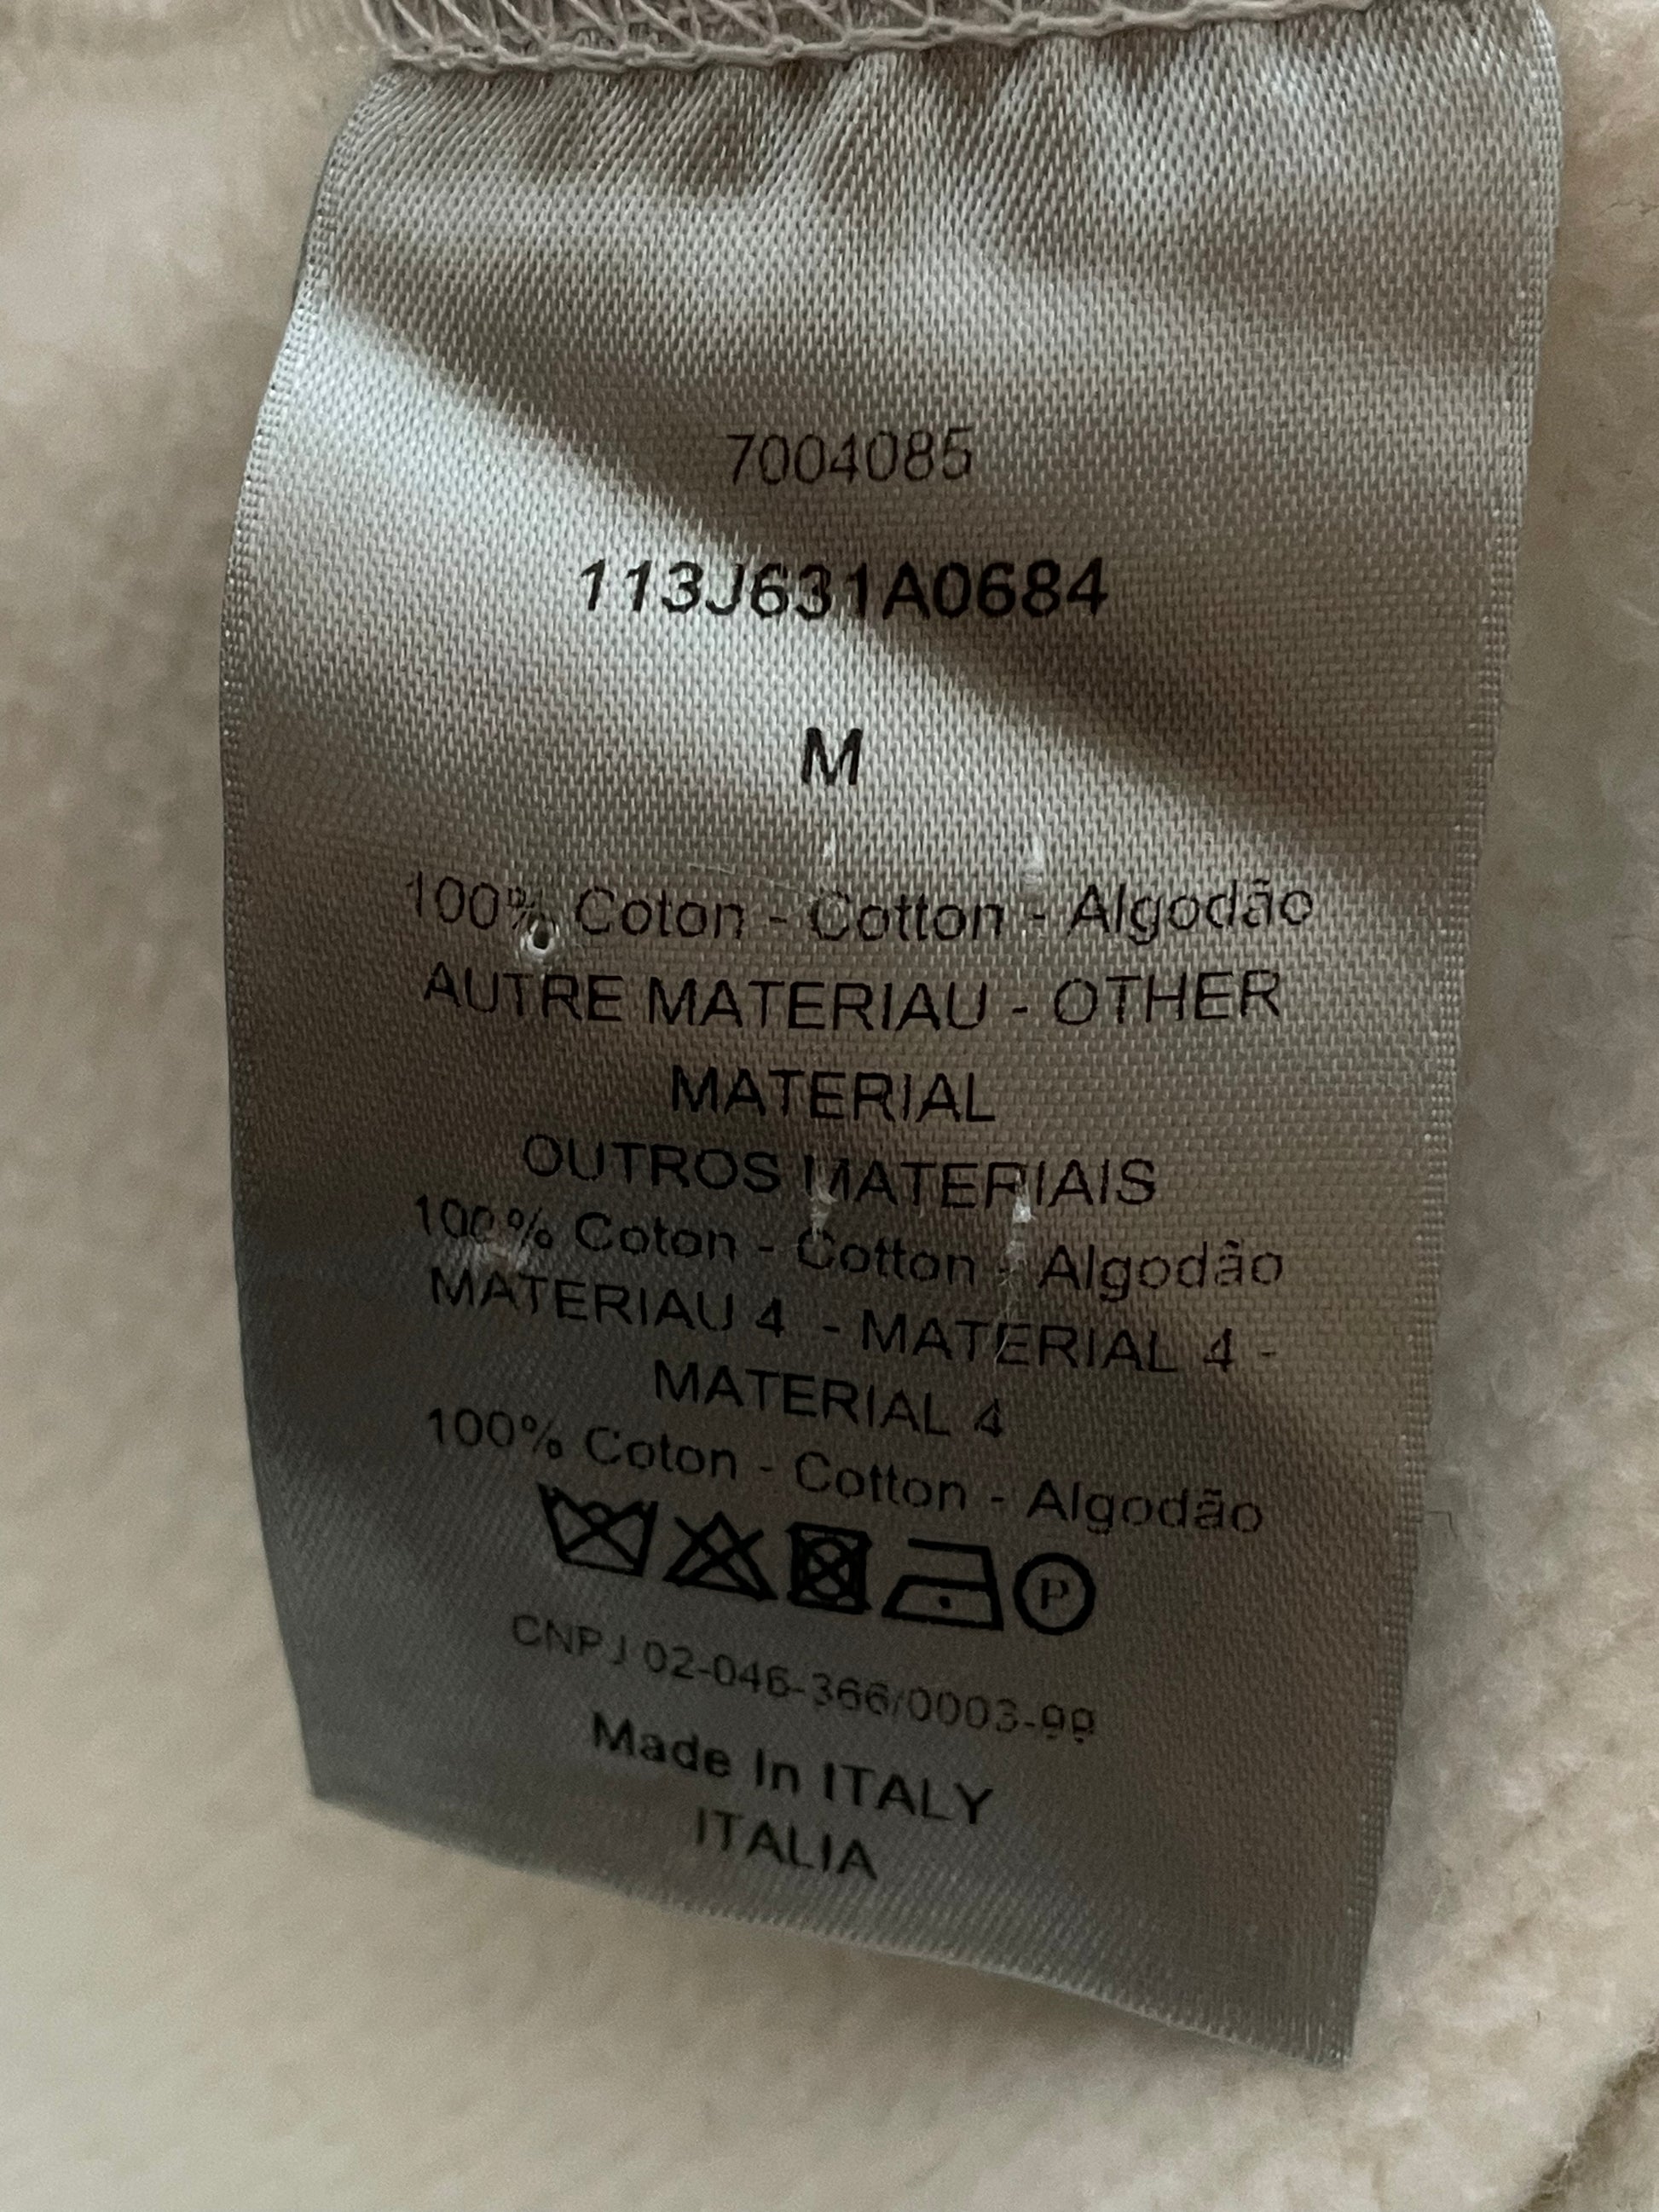 7004085
113J631A0684
M
100% Coton - Cotton - Algodão
AUTRE MATERIAU - OTHER
MATERIAL
OUTROS MATERIAIS
100% Coton - Cotton - Algodão
MATERIAU 4 - MATERIAL 4 -
MATERIAL 4
100% Coton - Cotton - Algodão
P
CNPJ 02-046-366/0003-99
Made In ITALY
ITALIA